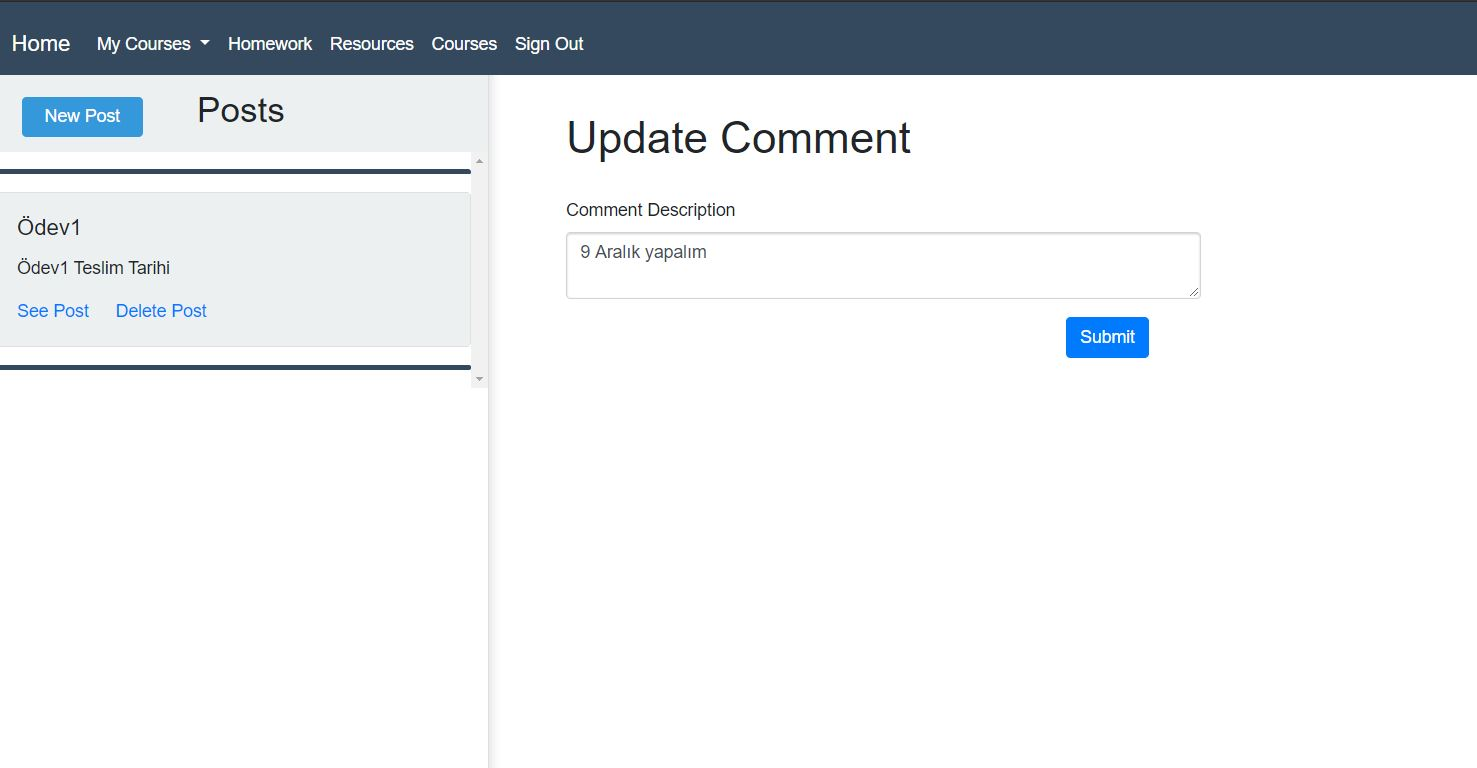 Home My Courses Homework Resources Courses Sign Out
New Post Posts
Ödev1
Ödev1 Teslim Tarihi
See Post Delete Post
Update Comment
Comment Description
9 Aralık yapalım
Submit